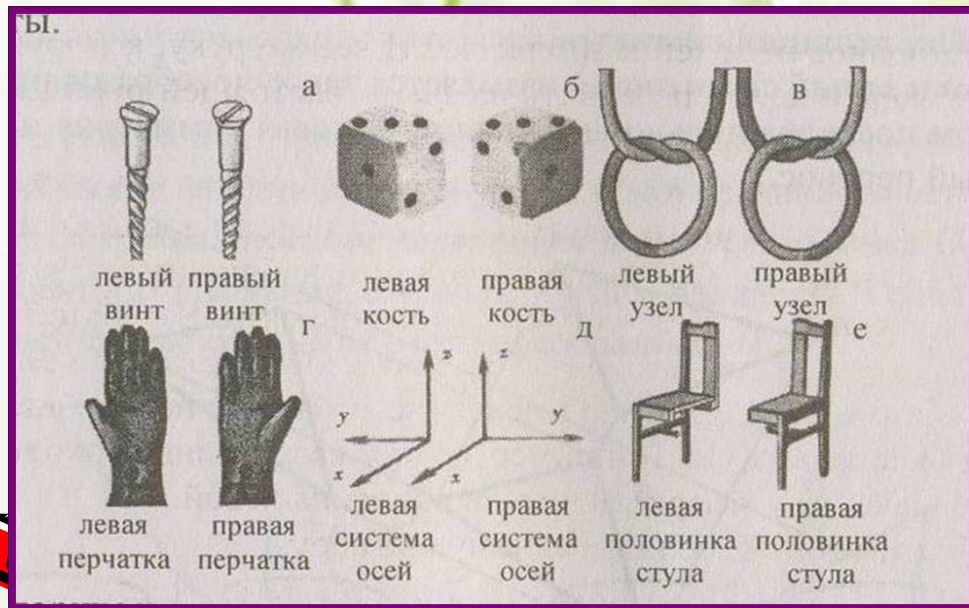 ты.
а
б
в
левый правый
винт винт
левая
кость
правая
кость
левый
узел
правый
узел
г
д
е
z
z
y
y
x
x
левая
перчатка
правая
перчатка
левая
система
осей
правая
система
осей
левая
половинка
стула
правая
половинка
стула